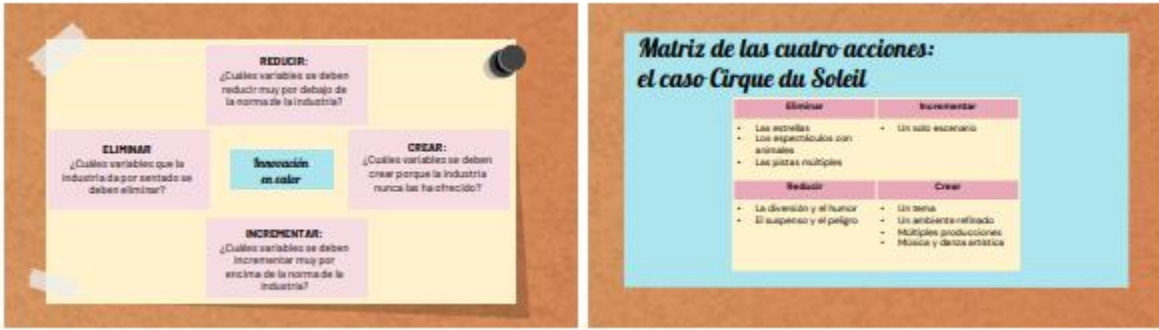 REDUCIR:
¿Cuáles variables se deben
reducir muy por debajo de
la norma de la industria?
ELIMINAR
¿Cuáles variables que la
industria da por sentado se
deben eliminar?
Innovación
en valor
CREAR:
¿Cuáles variables se deben
crear porque la industria
nunca las ha ofrecido?
INCREMENTAR:
¿Cuáles variables se deben
incrementar muy por
encima de la norma de la
industria?
Matriz de las cuatro acciones:
el caso Cirque du Soleil
Eliminar
Incrementar
• Las estrellas
• Los espectáculos con
animales
• Las pistas múltiples
• Un solo escenario
Reducir
Crear
• La diversión y el humor
• El suspenso y el peligro
• Un tema
• Un ambiente refinado
• Múltiples producciones
• Música y danza artística